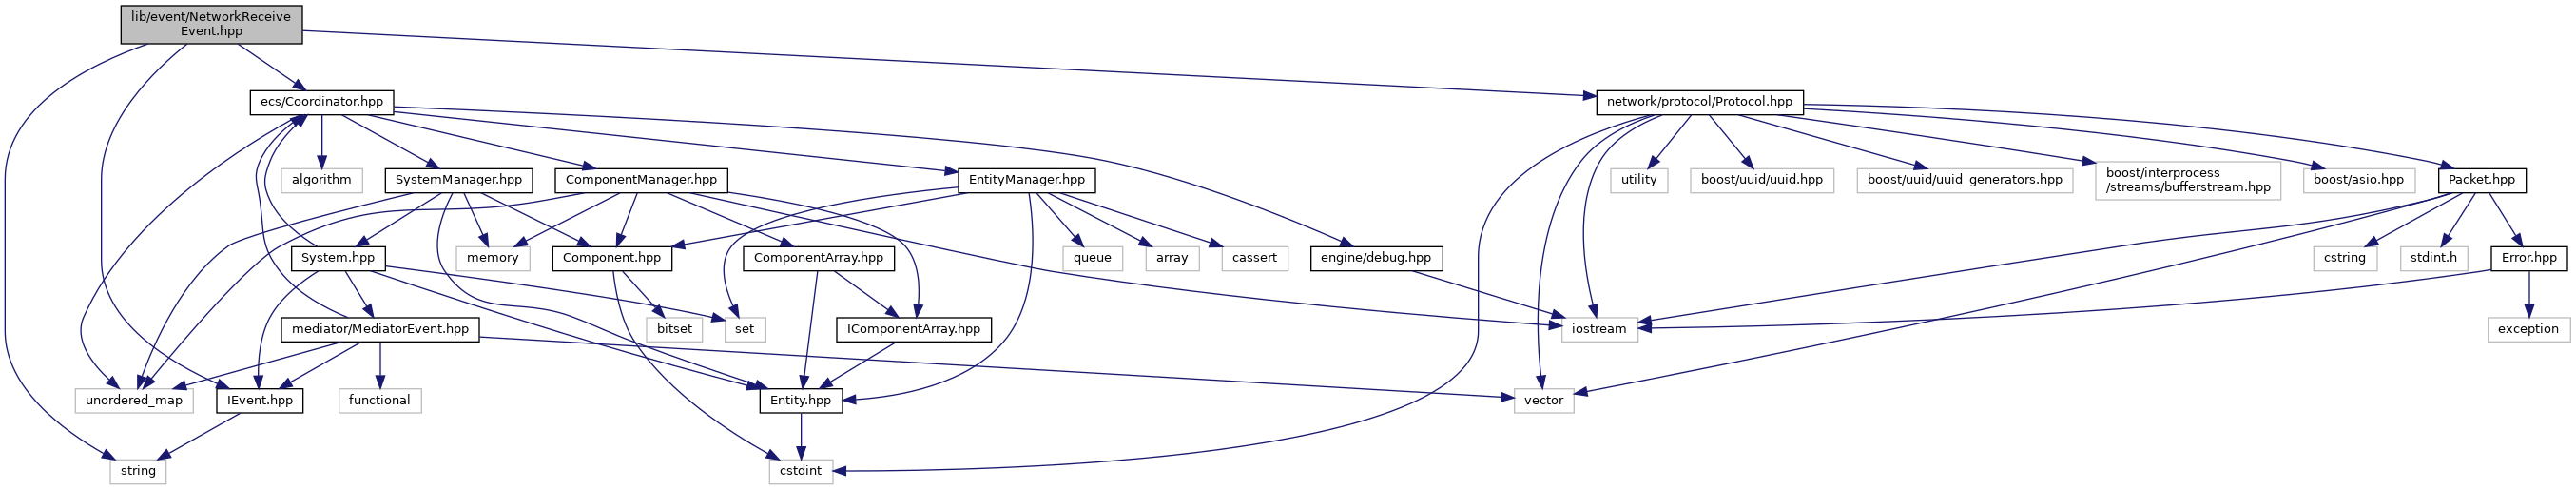 lib/event/NetworkReceive
Event.hpp
ecs/Coordinator.hpp
network/protocol/Protocol.hpp
algorithm
SystemManager.hpp
ComponentManager.hpp
EntityManager.hpp
utility
boost/uuid/uuid.hpp
boost/uuid/uuid_generators.hpp
boost/interprocess
/streams/bufferstream.hpp
boost/asio.hpp
Packet.hpp
System.hpp
memory
Component.hpp
ComponentArray.hpp
queue
array
cassert
engine/debug.hpp
cstring
stdint.h
Error.hpp
mediator/MediatorEvent.hpp
bitset
set
IComponentArray.hpp
iostream
exception
unordered_map
IEvent.hpp
functional
Entity.hpp
vector
string
cstdint